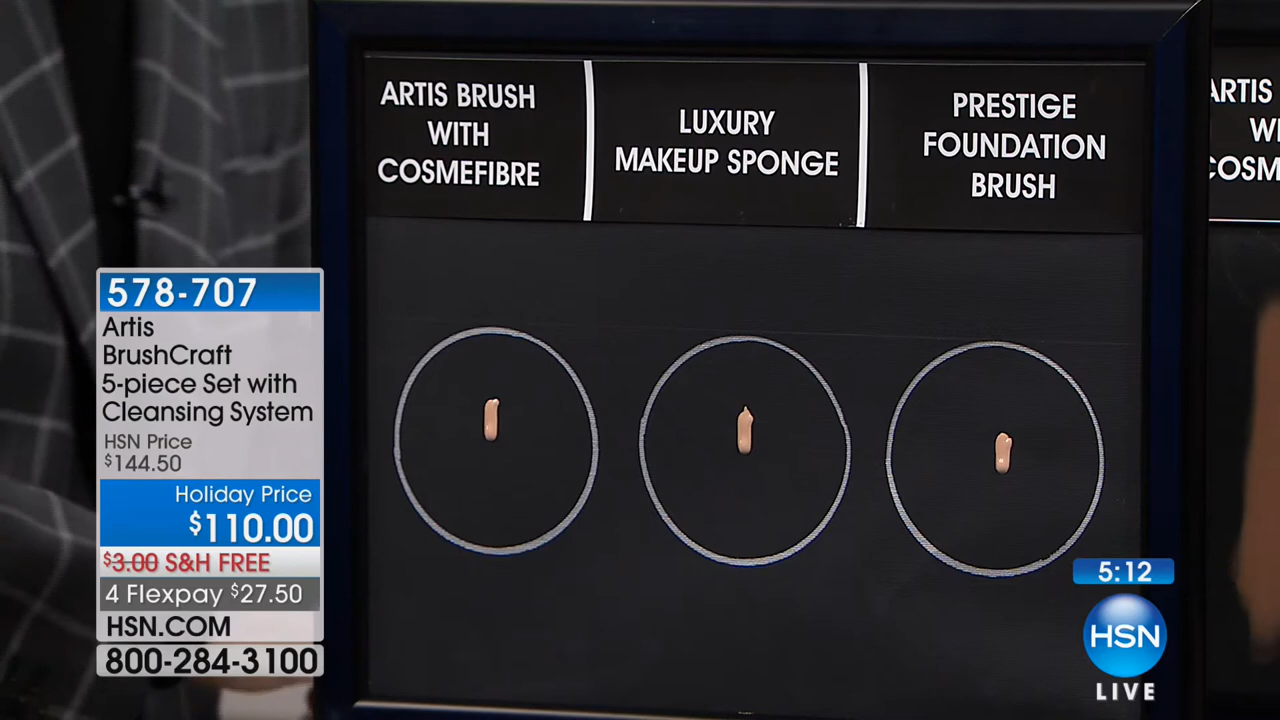 ARTIS BRUSH
WITH
COSMEFIBRE
LUXURY
MAKEUP SPONGE
PRESTIGE
FOUNDATION
BRUSH
ARTIS
578-707
Artis
BrushCraft
5-piece Set with
Cleansing System
HSN Price
$144.50
Holiday Price
$110.00
$3.00 S&H FREE
4 Flexpay $27.50
HSN.COM
800-284-3100
5:12
HSN
LIVE